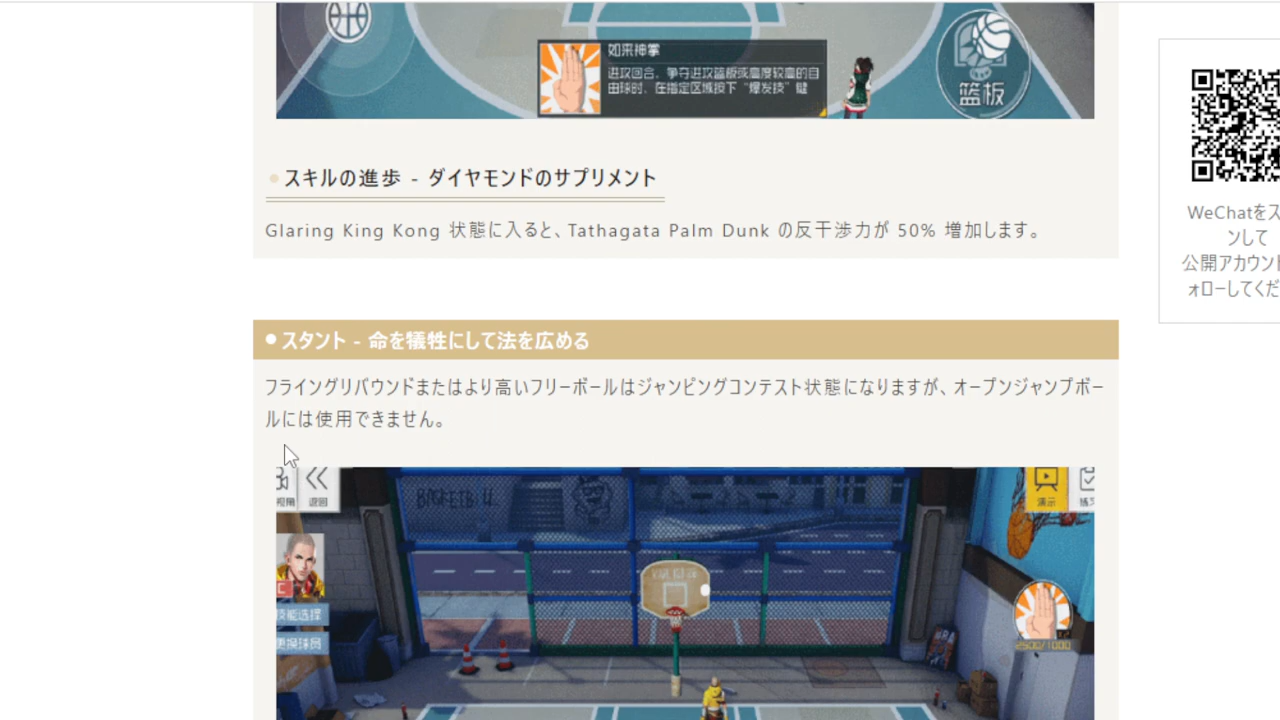 如来神掌
进攻回合，争夺进攻篮板或高度较高的自
由球时，在指定区域按下“爆发技”键
篮板
スキルの進歩 - ダイヤモンドのサプリメント
Glaring King Kong 状態に入ると、Tathagata Palm Dunk の反干渉力が 50% 増加します。
WeChatをス
ンして
公開アカウント
ォローしてくだ
スタント - 命を犠牲にして法を広める
フライングリバウンドまたはより高いフリーボールはジャンピングコンテスト状態になりますが、オープンジャンプボー
ルには使用できません。
视角
返回
演示
练习
C
技能选择
更换球员
2500/1000